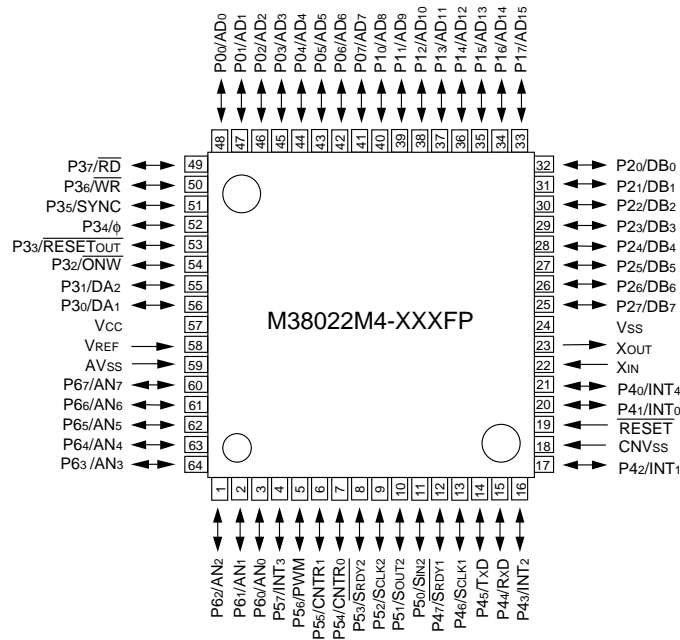 P00/AD0
P01/AD1
P02/AD2
P03/AD3
P04/AD4
P05/AD5
P06/AD6
P07/AD7
P10/AD8
P11/AD9
P12/AD10
P13/AD11
P14/AD12
P15/AD13
P16/AD14
P17/AD15
48 47 46 45 44 43 42 41 40 39 38 37 36 35 34 33
P37/RD 49
P36/WR 50
P35/SYNC 51
P34/ϕ 52
P33/RESETOUT 53
P32/ONW 54
P31/DA2 55
P30/DA1 56
VCC 57
VREF 58
AVSS 59
P67/AN7 60
P66/AN6 61
P65/AN5 62
P64/AN4 63
P63/AN3 64
M38022M4-XXXFP
32 P20/DB0
31 P21/DB1
30 P22/DB2
29 P23/DB3
28 P24/DB4
27 P25/DB5
26 P26/DB6
25 P27/DB7
24 VSS
23 XOUT
22 XIN
21 P40/INT4
20 P41/INT0
19 RESET
18 CNVSS
17 P42/INT1
1 2 3 4 5 6 7 8 9 10 11 12 13 14 15 16
P62/AN2
P61/AN1
P60/AN0
P57/INT3
P56/PWM
P55/CNTR1
P54/CNTR0
P53/SRDY2
P52/SCLK2
P51/SOUT2
P50/SIN2
P47/SRDY1
P46/SCLK1
P45/TXD
P44/RXD
P43/INT2